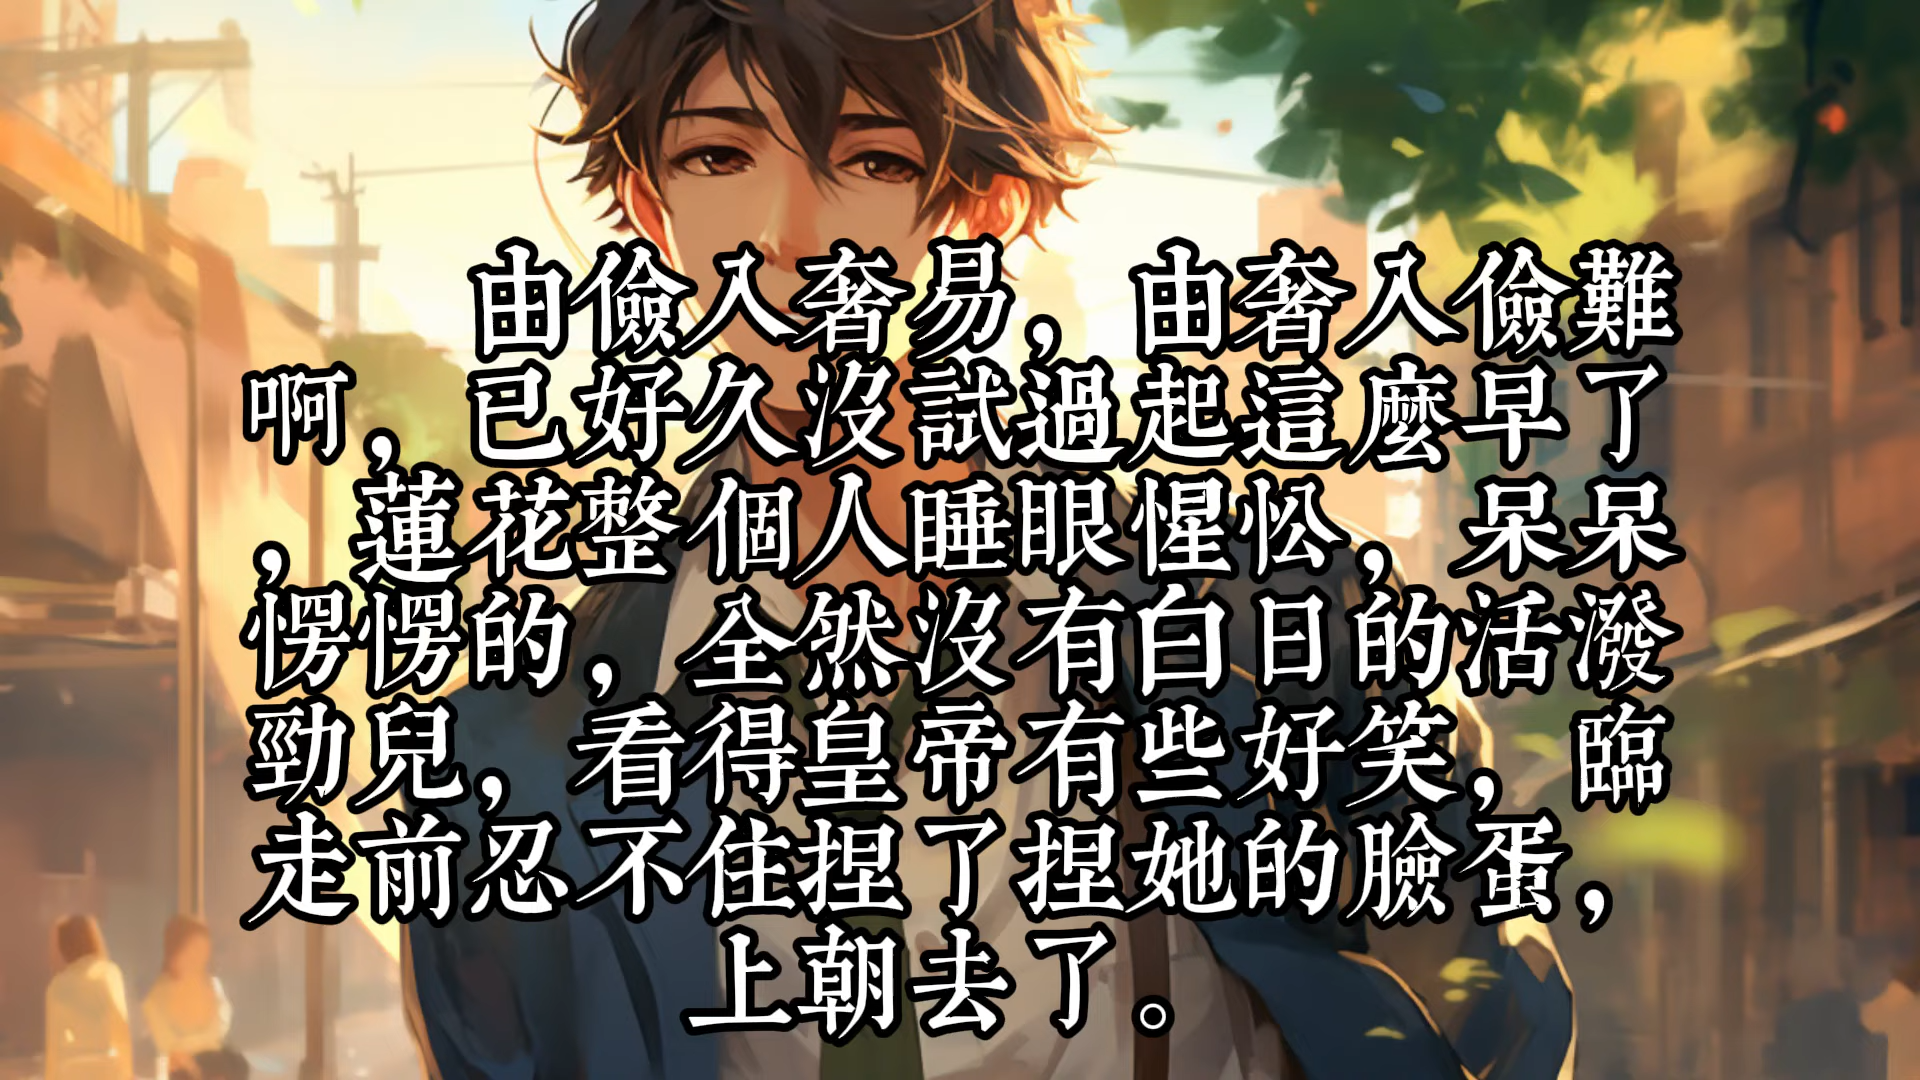 由儉入奢易，由奢入儉難
啊，已好久沒試過起這麼早了
，蓮花整個人睡眼惺忪，呆呆
愣愣的，全然沒有白日的活潑
勁兒，看得皇帝有些好笑，臨
走前忍不住捏了捏她的臉蛋，
上朝去了。